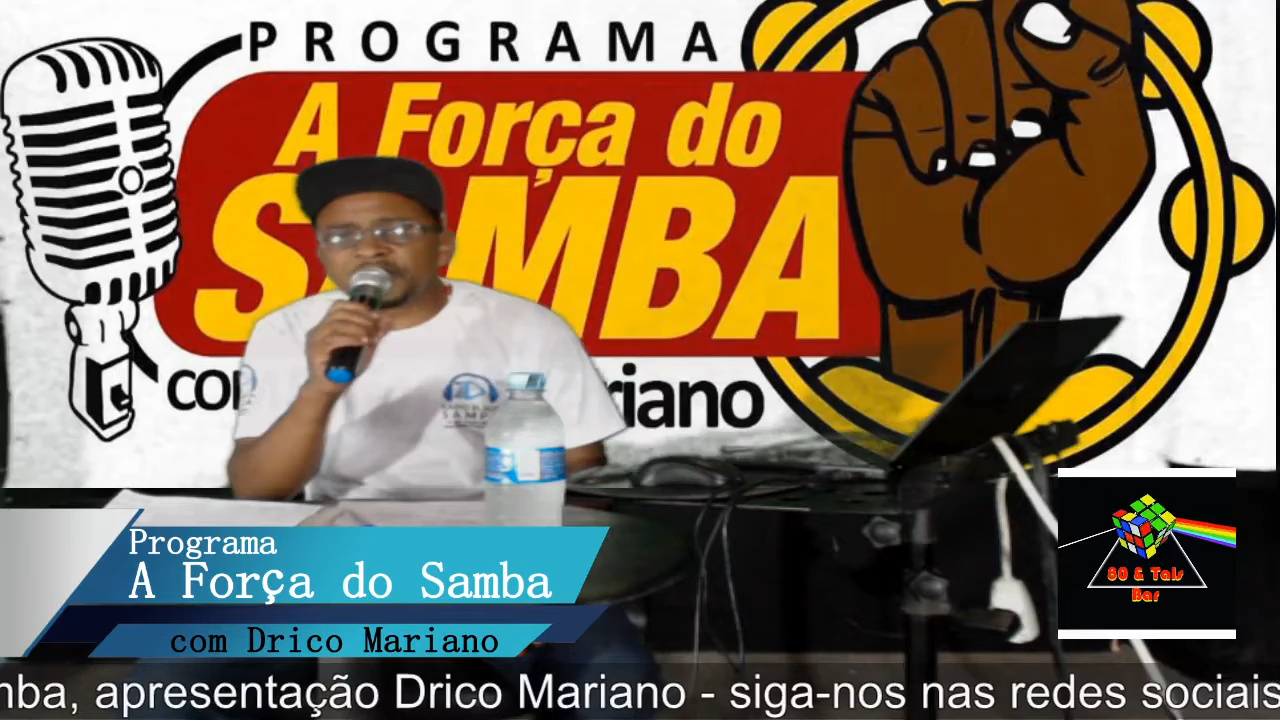 PROGRAMA
A Força do
SAMBA
riano
Programa
A Força do Samba
com Drico Mariano
80 & Tals
Bar
mba, apresentação Drico Mariano - siga-nos nas redes sociais